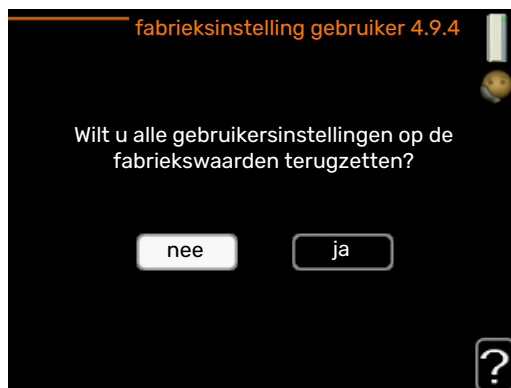 fabrieksinstelling gebruiker 4.9.4
Wilt u alle gebruikersinstellingen op de
fabriekswaarden terugzetten?
nee
ja
?